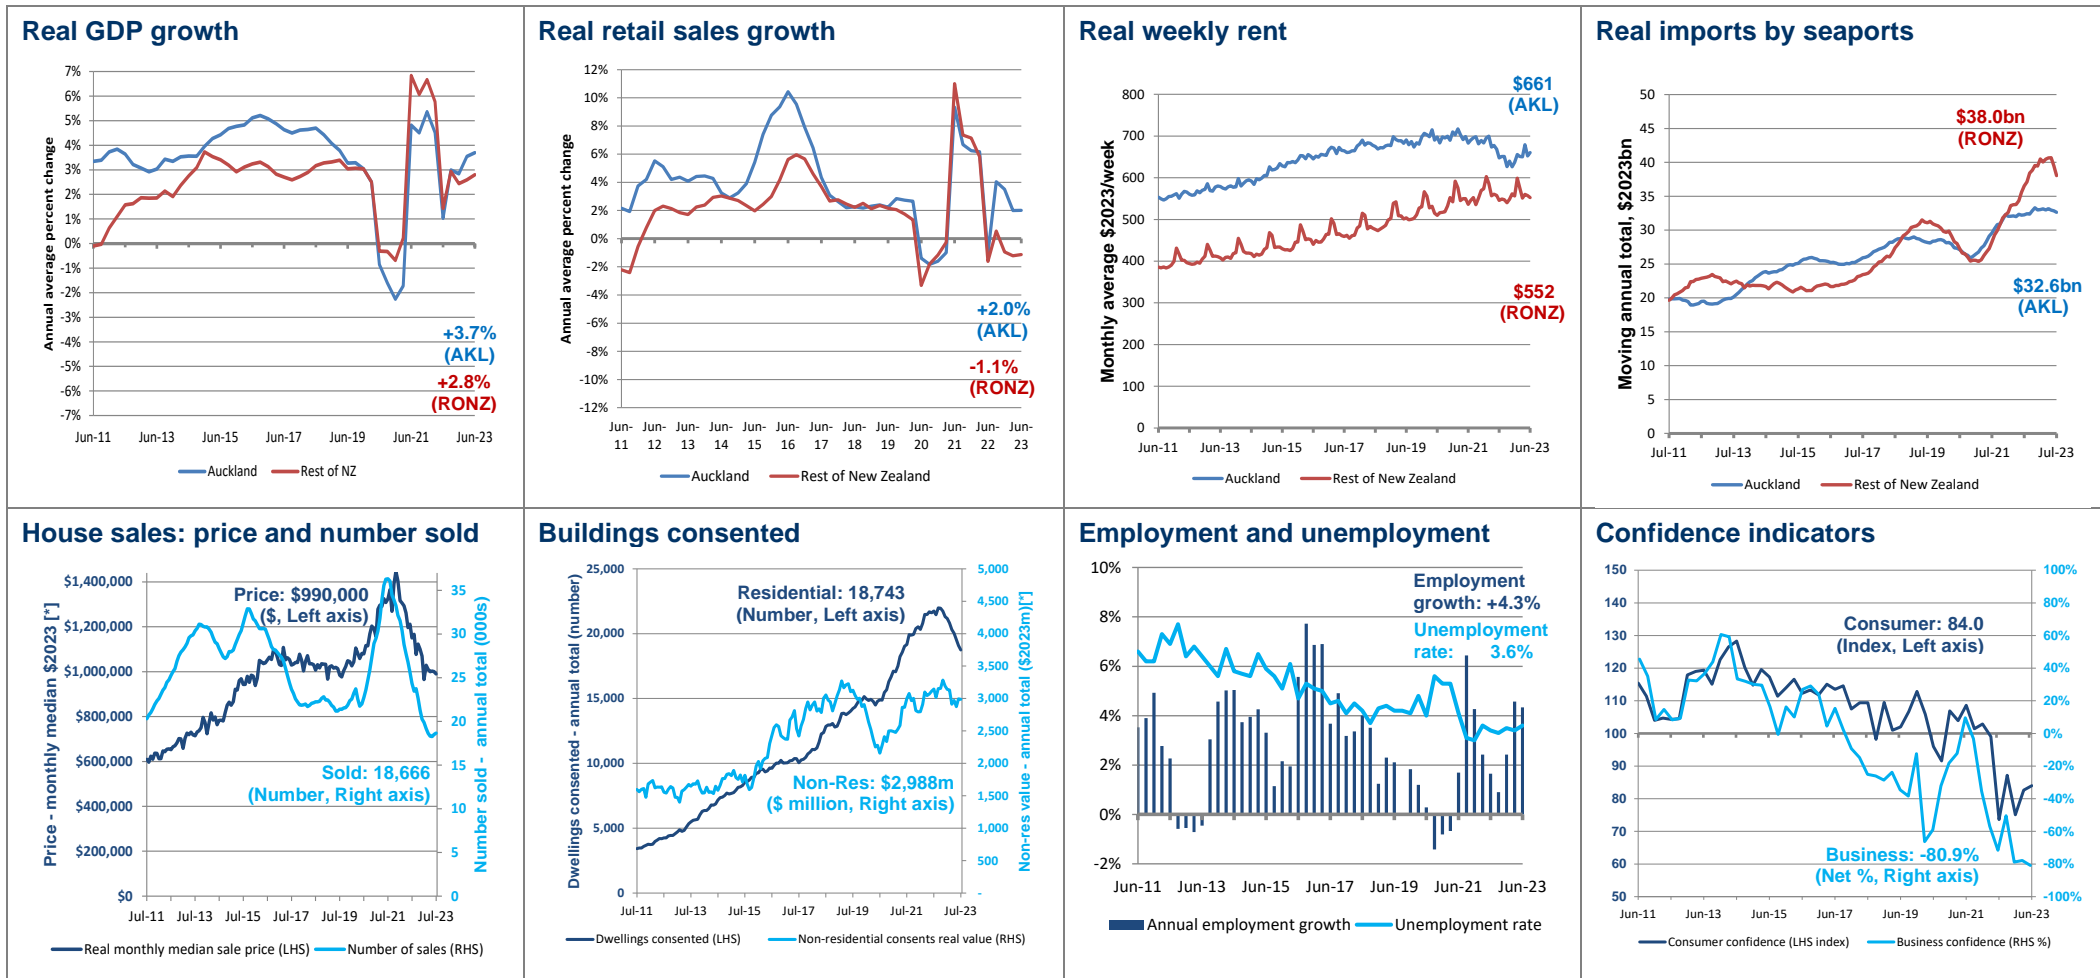 Real GDP growth
7%
6%
5%
4%
3%
2%
1%
0%
-1%
-2%
-3%
-4%
-5%
-6%
-7%
Annual average percent change
+3.7%
(AKL)
+2.8%
(RONZ)
Jun-11 Jun-13 Jun-15 Jun-17 Jun-19 Jun-21 Jun-23
Auckland Rest of NZ
Real retail sales growth
12%
10%
8%
6%
4%
2%
0%
-2%
-4%
-6%
-8%
-10%
-12%
Annual average percent change
+2.0%
(AKL)
-1.1%
(RONZ)
Jun- Jun- Jun- Jun- Jun- Jun- Jun- Jun- Jun- Jun- Jun- Jun- Jun-
11 12 13 14 15 16 17 18 19 20 21 22 23
Auckland Rest of New Zealand
Real weekly rent
$661
(AKL)
800
700
600
500
400
300
200
100
0
Monthly average $2023/week
$552
(RONZ)
Jun-11 Jun-13 Jun-15 Jun-17 Jun-19 Jun-21 Jun-23
Auckland Rest of New Zealand
Real imports by seaports
50
45
40
35
30
25
20
15
10
5
0
Moving annual total, $2023bn
$38.0bn
(RONZ)
$32.6bn
(AKL)
Jul-11 Jul-13 Jul-15 Jul-17 Jul-19 Jul-21 Jul-23
Auckland Rest of New Zealand
House sales: price and number sold
$1,400,000
$1,200,000
$1,000,000
$800,000
$600,000
$400,000
$200,000
$0
Price - monthly median $2023 [*]
Price: $990,000
($, Left axis)
Sold: 18,666
(Number, Right axis)
35
30
25
20
15
10
5
0
Number sold - annual total (000s)
Jul-11 Jul-13 Jul-15 Jul-17 Jul-19 Jul-21 Jul-23
Real monthly median sale price (LHS) Number of sales (RHS)
Buildings consented
25,000
20,000
15,000
10,000
5,000
0
Dwellings consented - annual total (number)
Residential: 18,743
(Number, Left axis)
Non-Res: $2,988m
($ million, Right axis)
5,000
4,500
4,000
3,500
3,000
2,500
2,000
1,500
1,000
500
-
Non-res value - annual total ($2023m)[*]
Jul-11 Jul-13 Jul-15 Jul-17 Jul-19 Jul-21 Jul-23
Dwellings consented (LHS) Non-residential consents real value (RHS)
Employment and unemployment
10%
8%
6%
4%
2%
0%
-2%
Employment
growth: +4.3%
Unemployment
rate: 3.6%
Jun-11 Jun-13 Jun-15 Jun-17 Jun-19 Jun-21 Jun-23
Annual employment growth Unemployment rate
Confidence indicators
150
140
130
120
110
100
90
80
70
60
50
Consumer: 84.0
(Index, Left axis)
Business: -80.9%
(Net %, Right axis)
100%
80%
60%
40%
20%
0%
-20%
-40%
-60%
-80%
-100%
Jun-11 Jun-13 Jun-15 Jun-17 Jun-19 Jun-21 Jun-23
Consumer confidence (LHS index) Business confidence (RHS %)